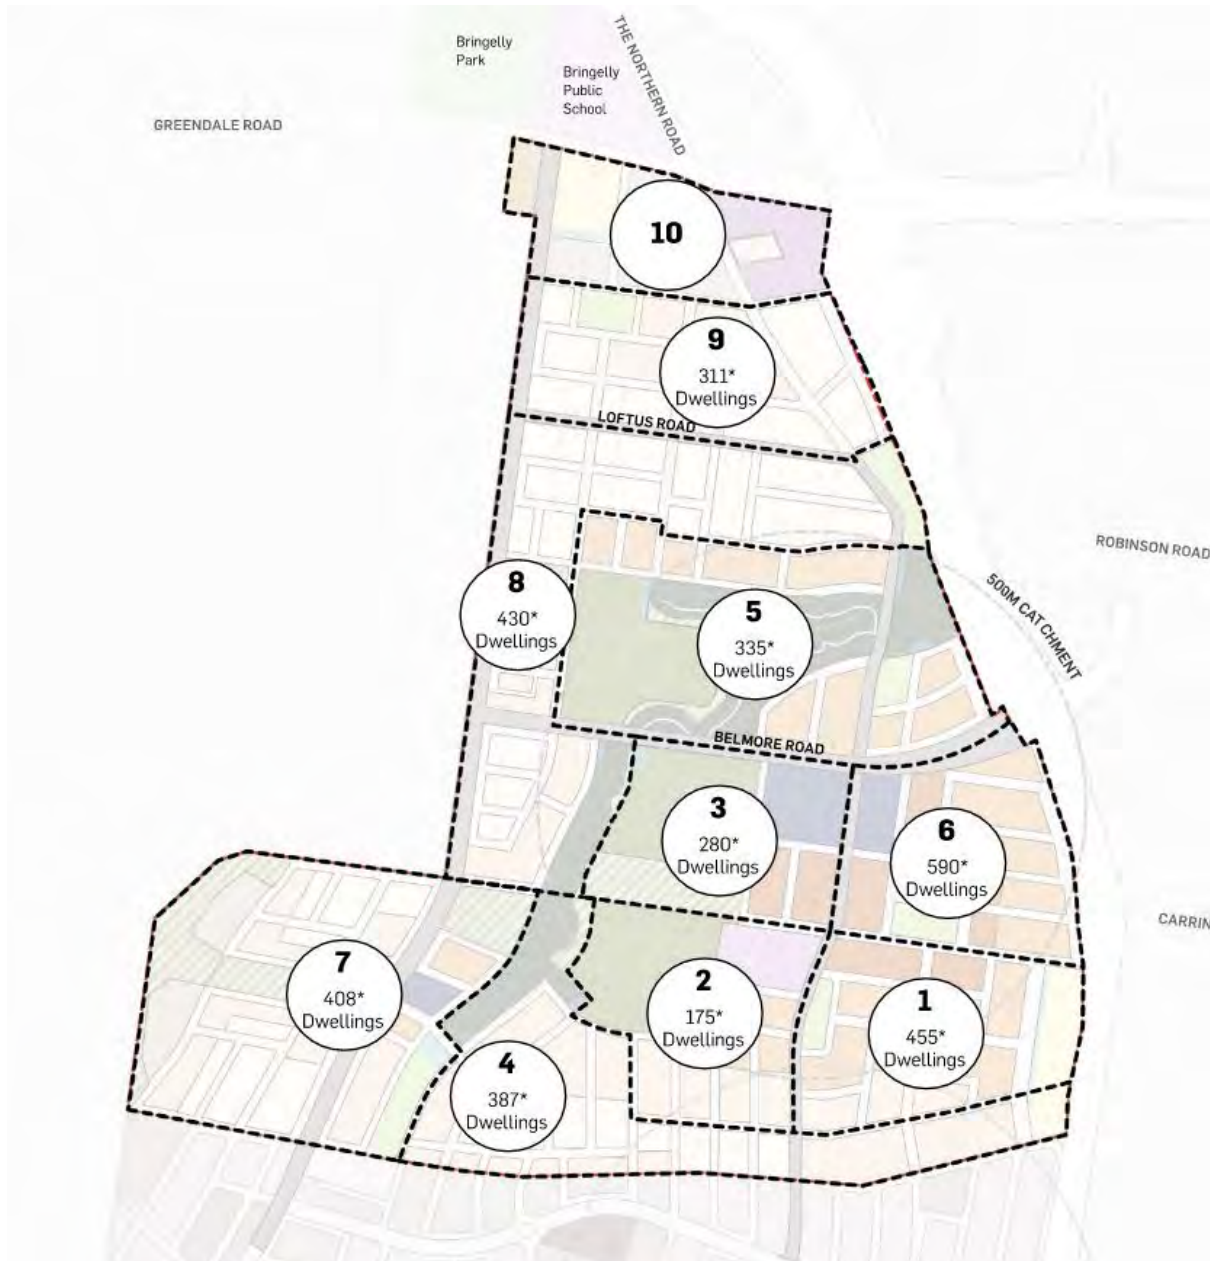 Bringelly
Park
THE NORTHERN ROAD
Bringelly
Public
School
GREENDALE ROAD
10
9
311*
Dwellings
LOFTUS ROAD
ROBINSON ROAD
8
430*
Dwellings
5
335*
Dwellings
500M CAT CHMENT
BELMORE ROAD
3
280*
Dwellings
6
590*
Dwellings
CARRIN
7
408*
Dwellings
2
175*
Dwellings
1
455*
Dwellings
4
387*
Dwellings